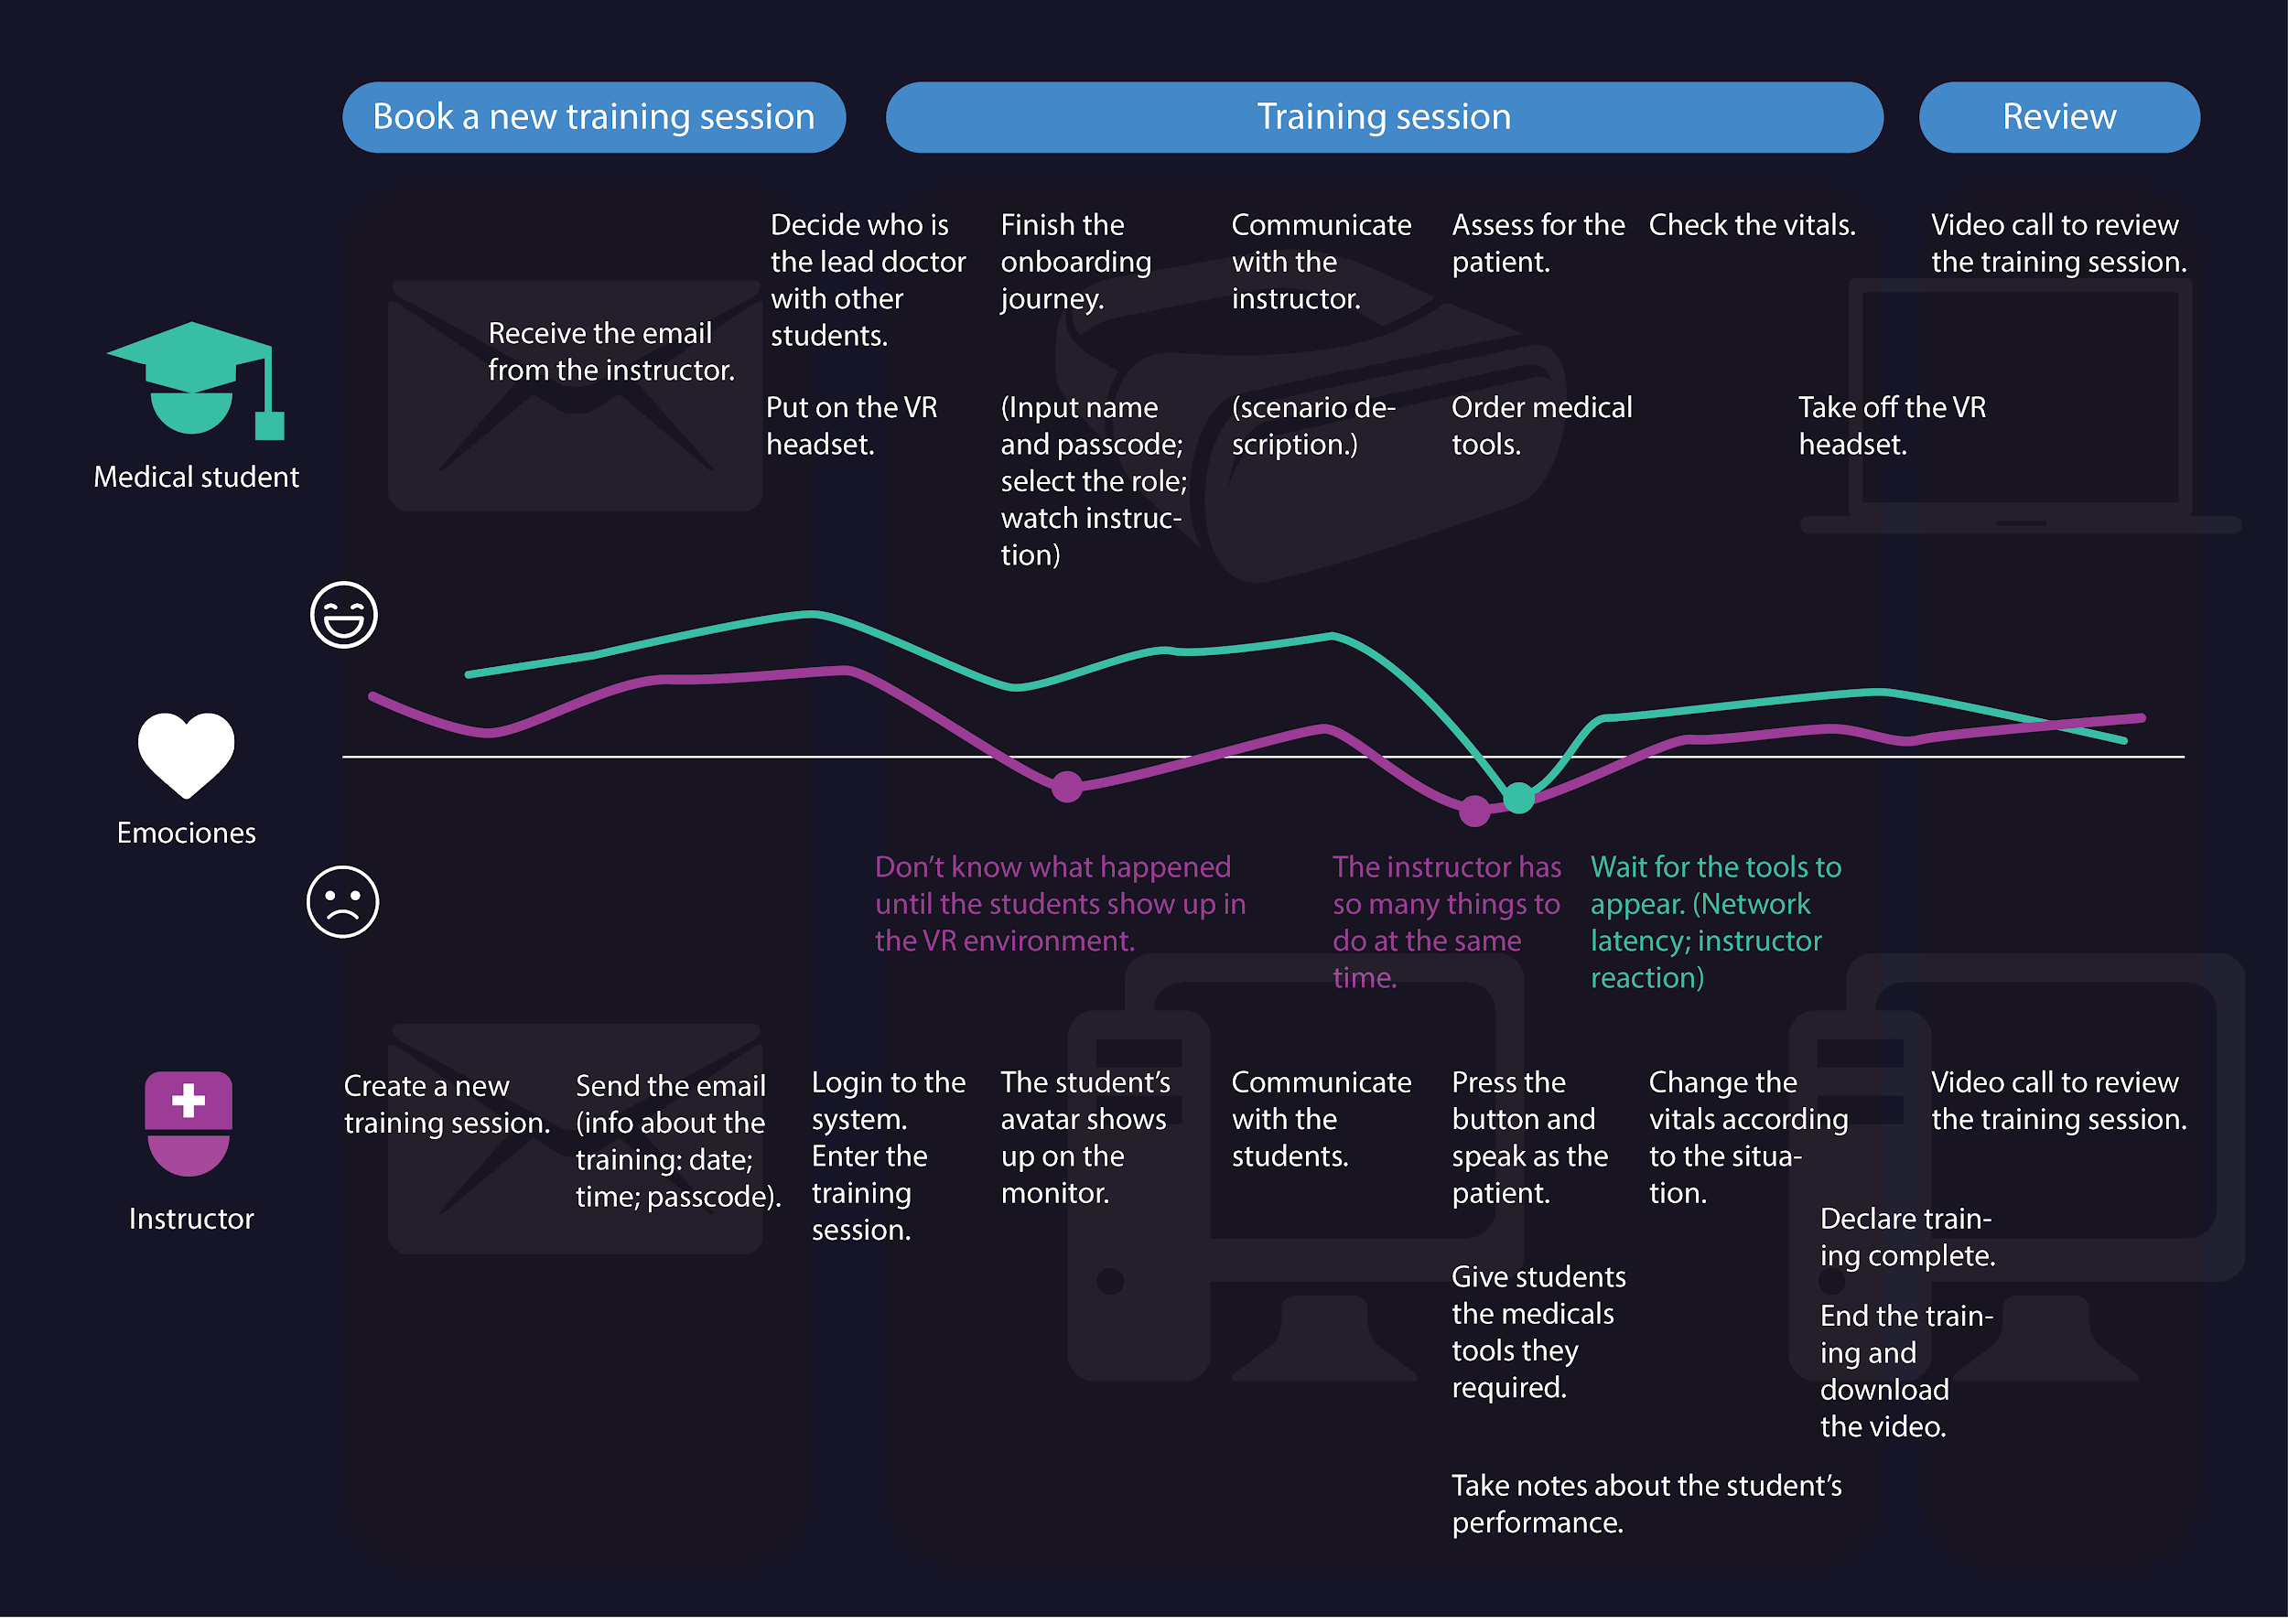 Book a new training session
Training session
Review
Decide who is
the lead doctor
with other
students.
Finish the
onboarding
journey.
Communicate
with the
instructor.
Assess for the
patient.
Check the vitals.
Video call to review
the training session.
Receive the email
from the instructor.
Put on the VR
headset.
(Input name
and passcode;
select the role;
watch instruc-
tion)
(scenario de-
scription.)
Order medical
tools.
Take off the VR
headset.
Medical student
Emociones
Don't know what happened
until the students show up in
the VR environment.
The instructor has
so many things to
do at the same
time.
Wait for the tools to
appear. (Network
latency; instructor
reaction)
Instructor
Create a new
training session.
Send the email
(info about the
training: date;
time; passcode).
Login to the
system.
Enter the
training
session.
The student's
avatar shows
up on the
monitor.
Communicate
with the
students.
Press the
button and
speak as the
patient.
Change the
vitals according
to the situa-
tion.
Video call to review
the training session.
Give students
the medicals
tools they
required.
Declare train-
ing complete.
End the train-
ing and
download
the video.
Take notes about the student's
performance.